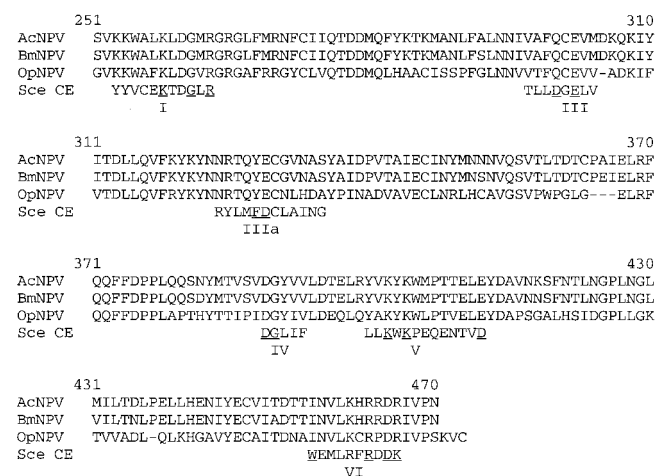 251 310
AcNPV SVKKWALKLDGMRGRGLFMRNFCIIQTDDMQFYKTKMANLFALNNIVAFQCEVMDKQKIY
BmNPV SVKKWALKLDGMRGRGLFMRNFCIIQTDDMQFYKTKMANLFSLNNIVAFQCEVMDKQKIY
OpNPV GVKKWAFKLDGVRGRGAFRRGYCLVQTDDMQLHAACISSPFGLNNVVTFQCEVV-ADKIF
Sce CE YYVCEKTDGLR TLLDGELV
I III
311 370
AcNPV ITDLLQVFKYKYNNRTQYECGVNASYAIDPVTAIECINYMNNNVQSVTLTDTCPAIELRF
BmNPV ITDLLQVFKYKYNNRTQYECGVNASYAIDPVTAIECINYMNSNVQSVTLTDTCPEIELRF
OpNPV VTDLLQVFRYKYNNRTQYECNLHDAYPINADVAVECLNRLHCAVGSVPWPGLG---ELRF
Sce CE RYLMFDCLAING
IIIa
371 430
AcNPV QQFFDPPLQQSNYMTVSVDGYVVLDTELRYVKYKWMPTTELEYDAVNKSFNTLNGPLNGL
BmNPV QQFFDPPLQQSDYMTVSVDGYVVLDTELRYVKYKWMPTTELEYDAVNNSFNTLNGPLNGL
OpNPV QQFFDPPLAPTHYTTIPIDGYIVLDEQLQYAKYKWLPTVELEYDAPSGALHSIDGPLLGK
Sce CE DGLIF LLKWKPEQENTVD
IV V
431 470
AcNPV MILTDLPELLHENIYECVITDTTINVLKHRRDRIVPN
BmNPV VILTNLPELLHENIYECVIADTTINVLKHRRDRIVPN
OpNPV TVVADL-QLKHGAVYECAITDNAINVLKCRPDRIVPSKVC
Sce CE WEMLRFRDDK
VI